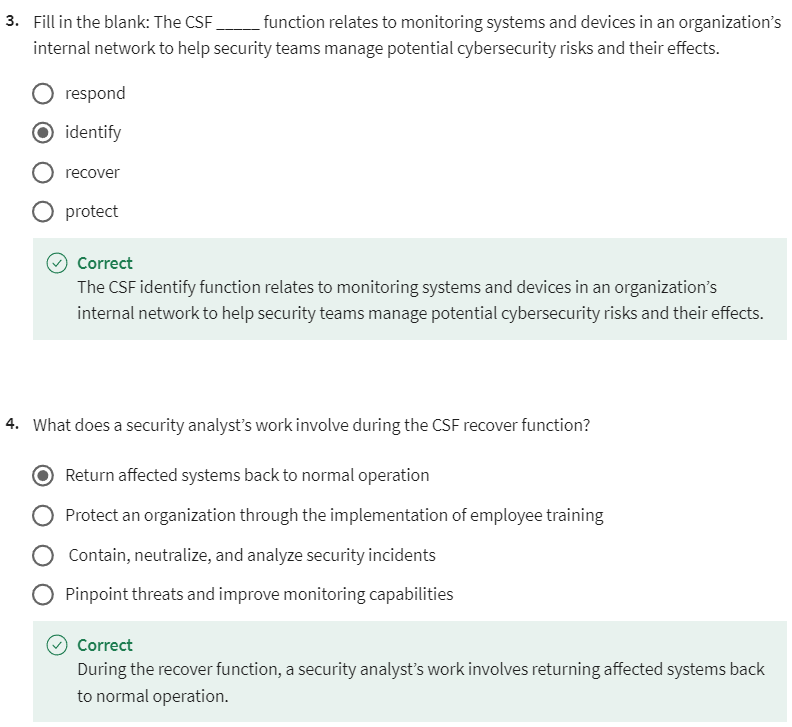 3. Fill in the blank: The CSF _____ function relates to monitoring systems and devices in an organization’s
internal network to help security teams manage potential cybersecurity risks and their effects.
respond
identify
recover
protect
Correct
The CSF identify function relates to monitoring systems and devices in an organization’s
internal network to help security teams manage potential cybersecurity risks and their effects.
4. What does a security analyst’s work involve during the CSF recover function?
Return affected systems back to normal operation
Protect an organization through the implementation of employee training
Contain, neutralize, and analyze security incidents
Pinpoint threats and improve monitoring capabilities
Correct
During the recover function, a security analyst’s work involves returning affected systems back
to normal operation.